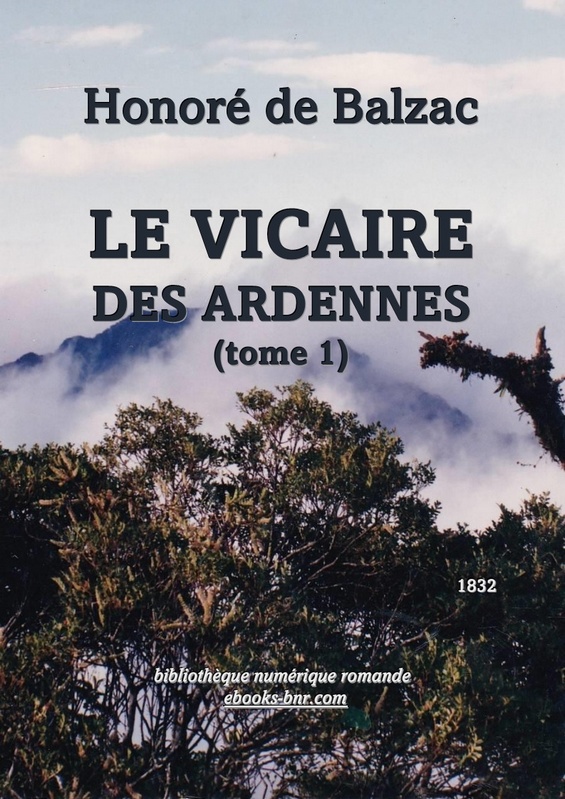 Honoré de Balzac
LE VICAIRE
DES ARDENNES
(tome 1)
1832
bibliothèque numérique romande
ebooks-bnr.com